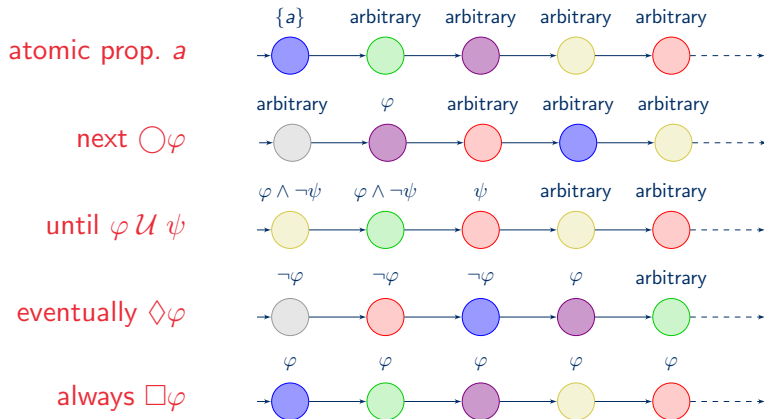 {a} arbitrary arbitrary arbitrary arbitrary
atomic prop. a
arbitrary φ arbitrary arbitrary arbitrary
next ◯φ
φ ∧ ¬ψ φ ∧ ¬ψ ψ arbitrary arbitrary
until φ 𝒰 ψ
¬φ ¬φ ¬φ φ arbitrary
eventually ◊φ
φ φ φ φ φ
always □φ